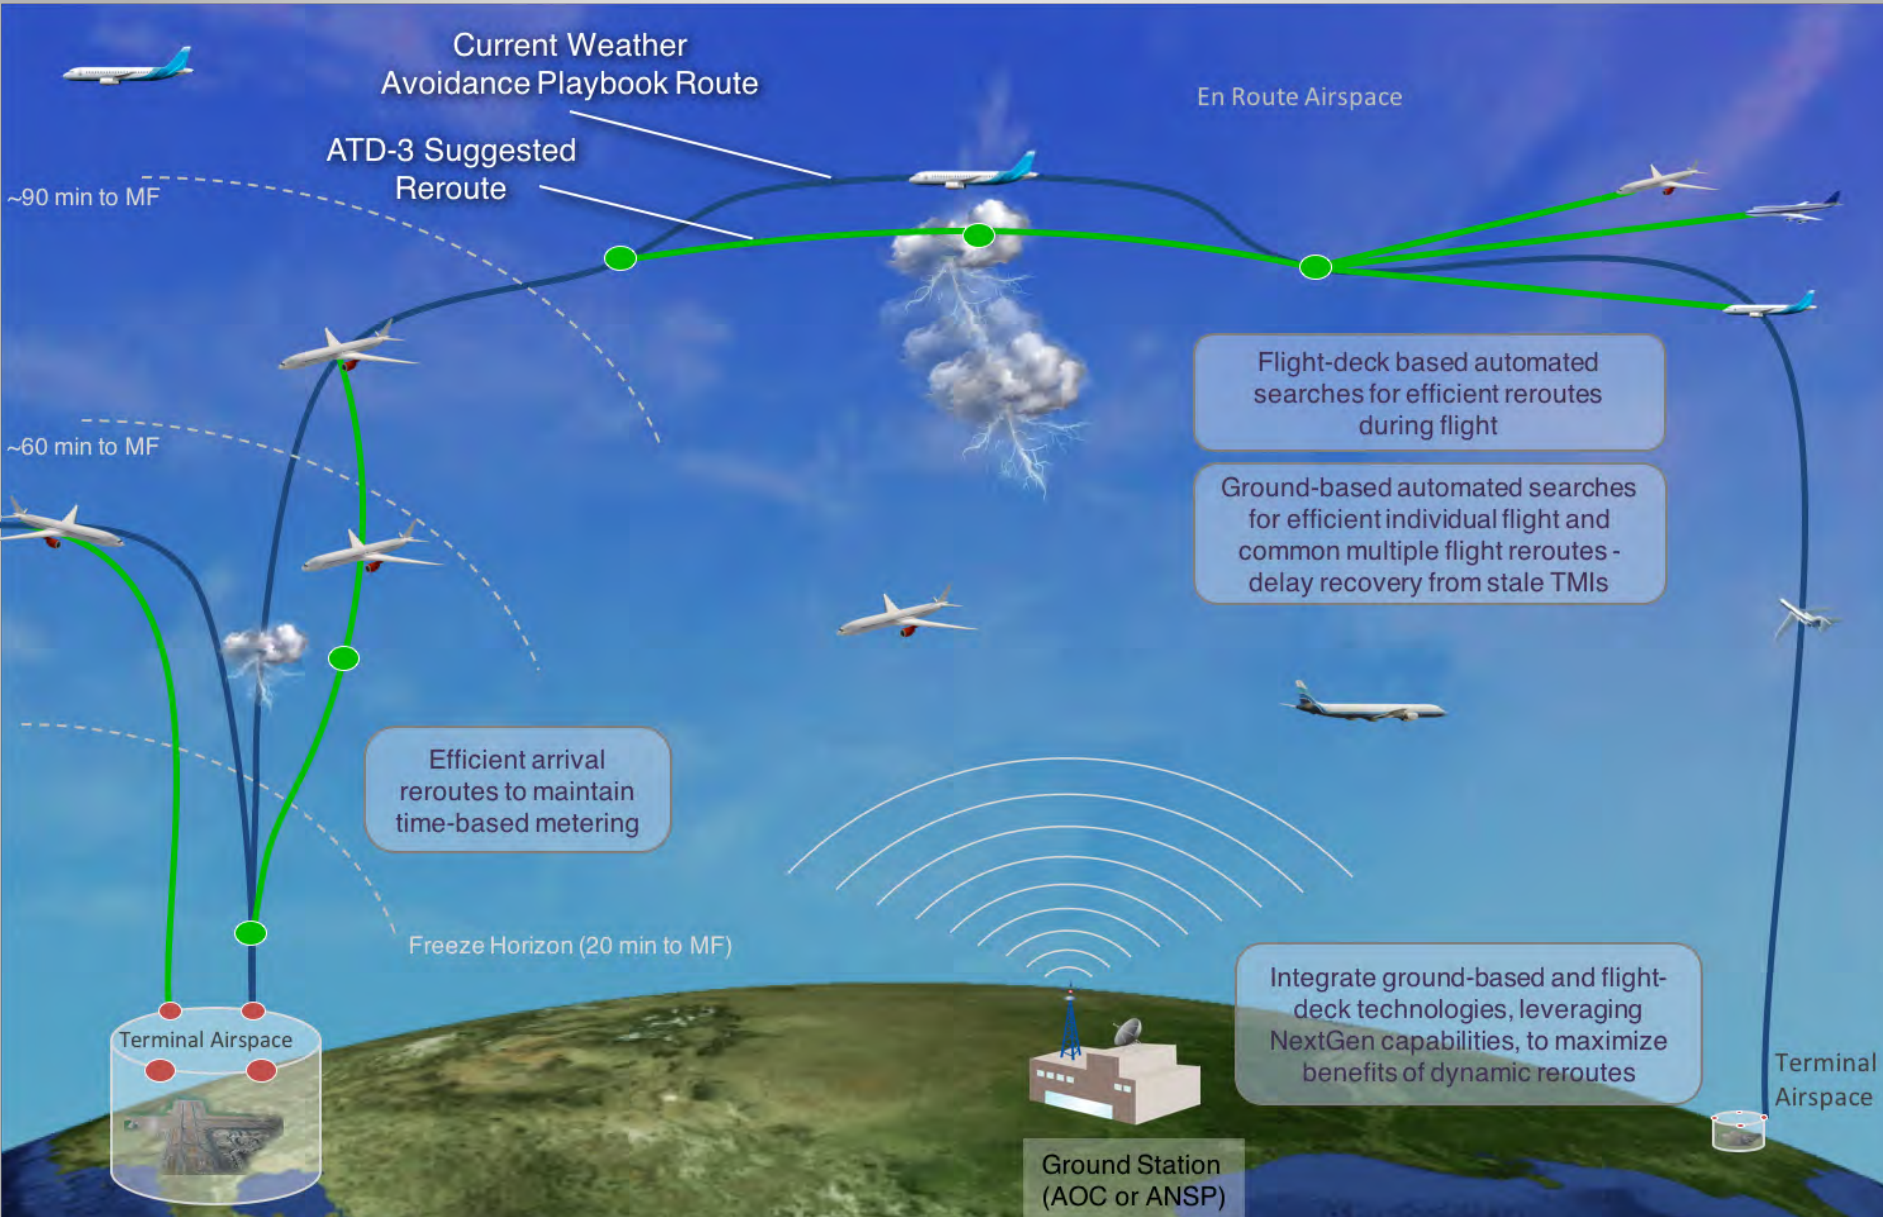 Current Weather
Avoidance Playbook Route
En Route Airspace
ATD-3 Suggested
Reroute
~90 min to MF
Flight-deck based automated
searches for efficient reroutes
during flight
~60 min to MF
Ground-based automated searches
for efficient individual flight and
common multiple flight reroutes -
delay recovery from stale TMIs
Efficient arrival
reroutes to maintain
time-based metering
Freeze Horizon (20 min to MF)
Integrate ground-based and flight-
deck technologies, leveraging
NextGen capabilities, to maximize
benefits of dynamic reroutes
Terminal Airspace
Terminal
Airspace
Ground Station
(AOC or ANSP)